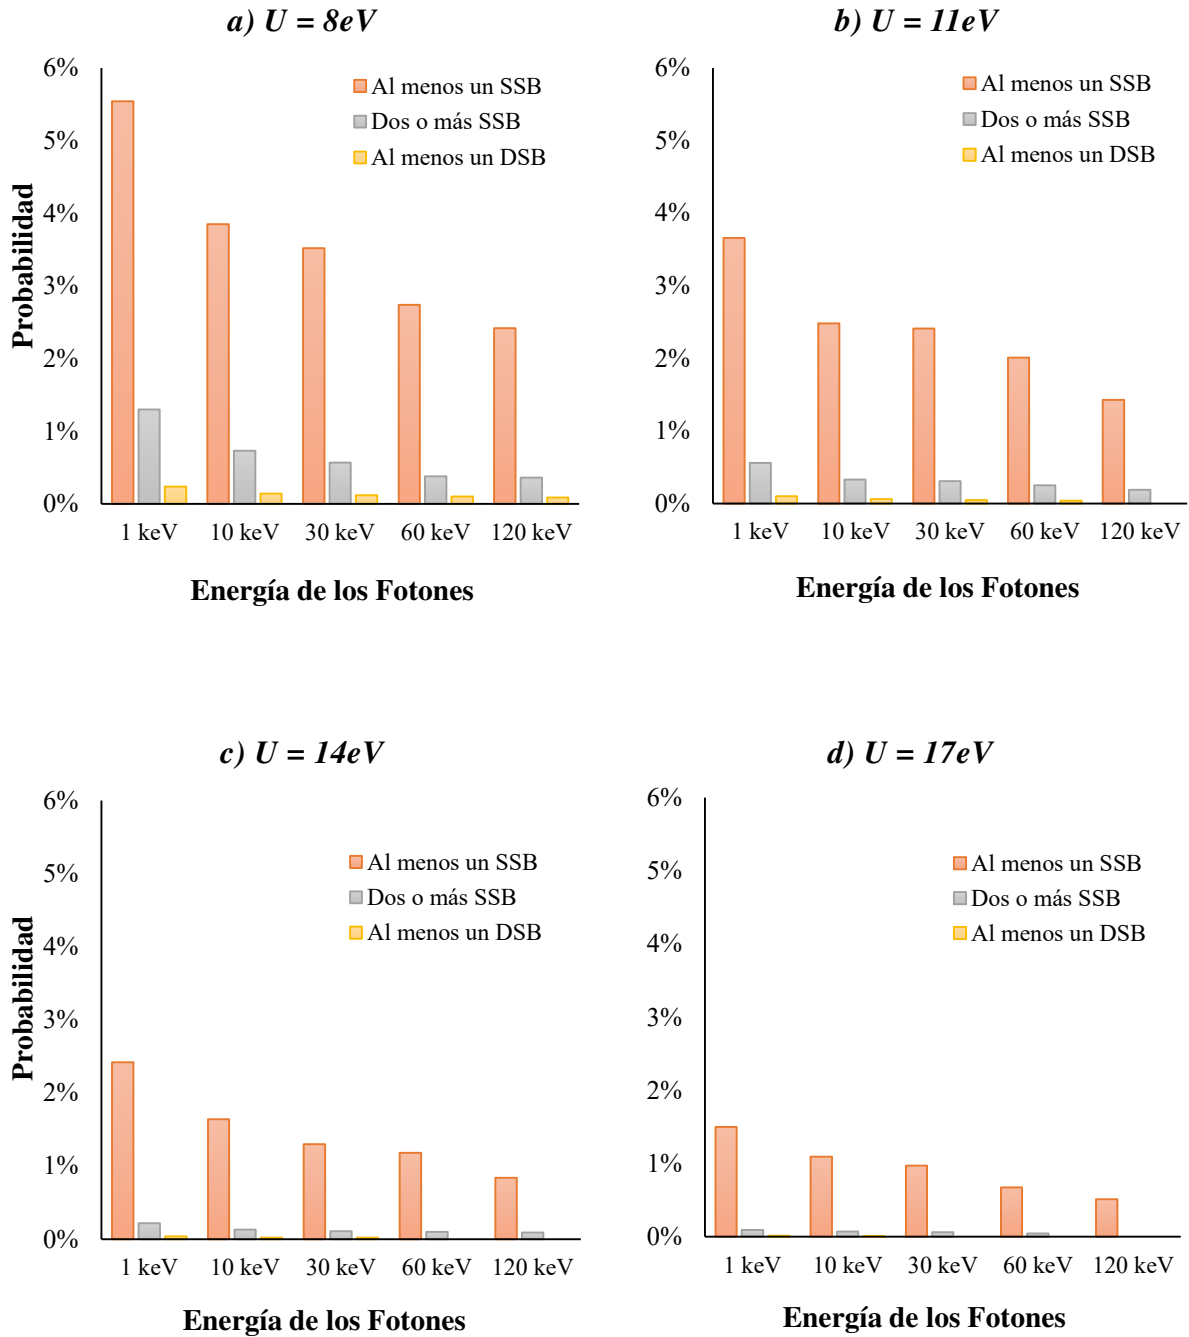 a) U = 8eV
6%
5%
4%
3%
2%
1%
0%
Probabilidad
Al menos un SSB
Dos o más SSB
Al menos un DSB
1 keV 10 keV 30 keV 60 keV 120 keV
Energía de los Fotones
b) U = 11eV
6%
5%
4%
3%
2%
1%
0%
Al menos un SSB
Dos o más SSB
Al menos un DSB
1 keV 10 keV 30 keV 60 keV 120 keV
Energía de los Fotones
c) U = 14eV
6%
5%
4%
3%
2%
1%
0%
Probabilidad
Al menos un SSB
Dos o más SSB
Al menos un DSB
1 keV 10 keV 30 keV 60 keV 120 keV
Energía de los Fotones
d) U = 17eV
6%
5%
4%
3%
2%
1%
0%
Al menos un SSB
Dos o más SSB
Al menos un DSB
1 keV 10 keV 30 keV 60 keV 120 keV
Energía de los Fotones